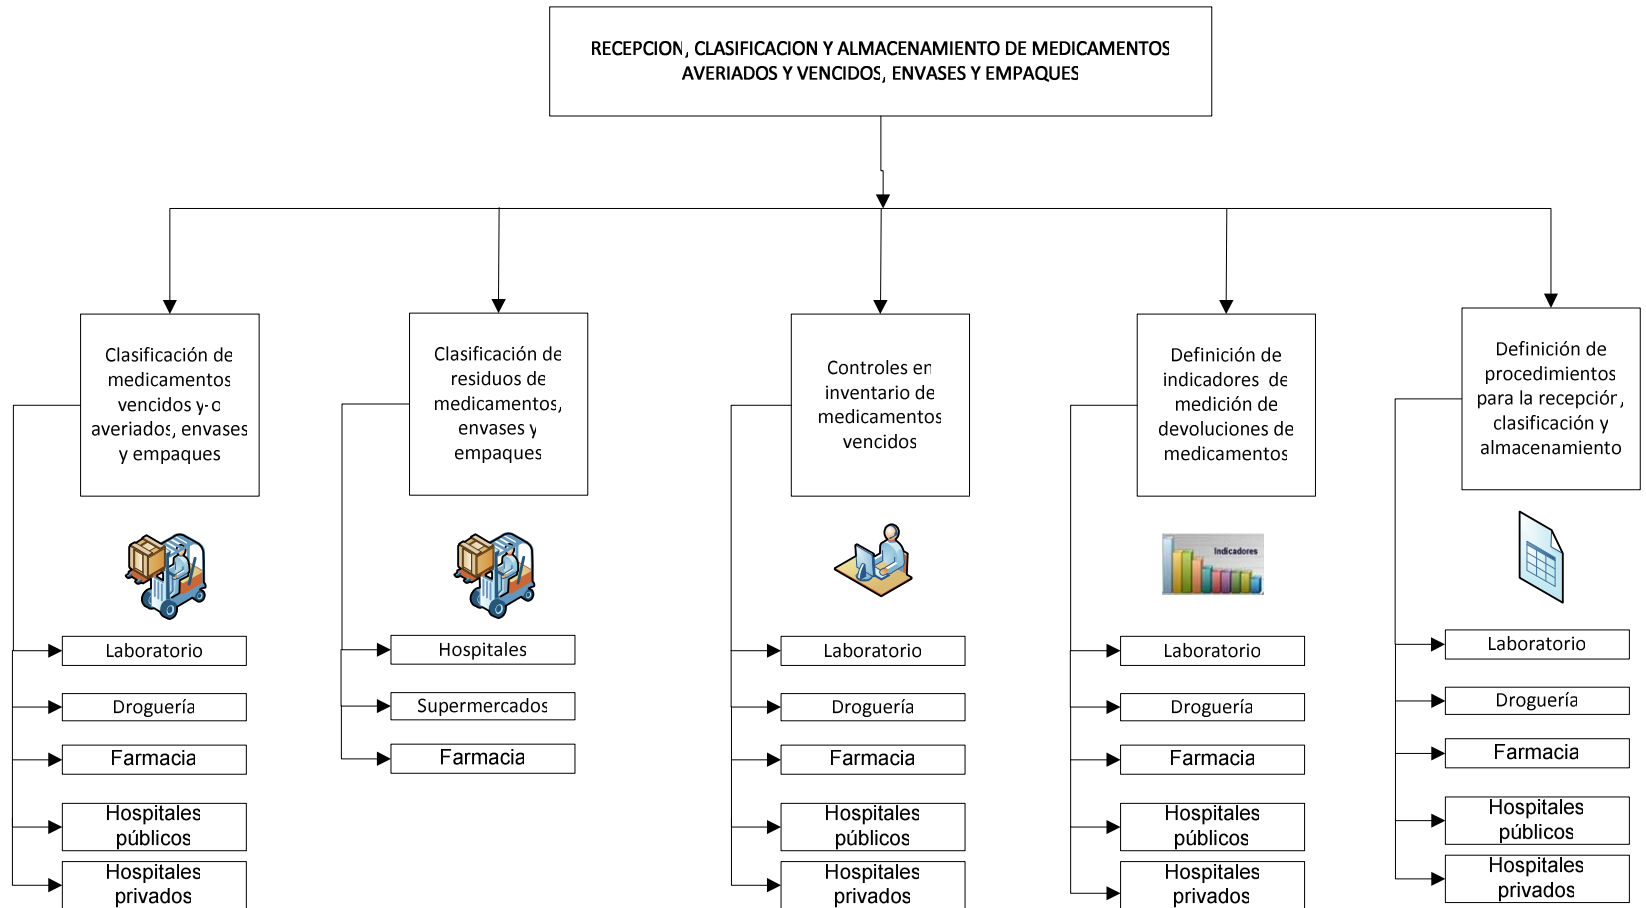 RECEPCION, CLASIFICACION Y ALMACENAMIENTO DE MEDICAMENTOS
AVERIADOS Y VENCIDOS, ENVASES Y EMPAQUES
Clasificación de
medicamentos
vencidos y-o
averiados, envases
y empaques
Laboratorio
Droguería
Farmacia
Hospitales
públicos
Hospitales
privados
Clasificación de
residuos de
medicamentos,
envases y
empaques
Hospitales
Supermercados
Farmacia
Controles en
inventario de
medicamentos
vencidos
Laboratorio
Droguería
Farmacia
Hospitales
públicos
Hospitales
privados
Definición de
indicadores de
medición de
devoluciones de
medicamentos
Indicadores
Laboratorio
Droguería
Farmacia
Hospitales
públicos
Hospitales
privados
Definición de
procedimientos
para la recepción,
clasificación y
almacenamiento
Laboratorio
Droguería
Farmacia
Hospitales
públicos
Hospitales
privados